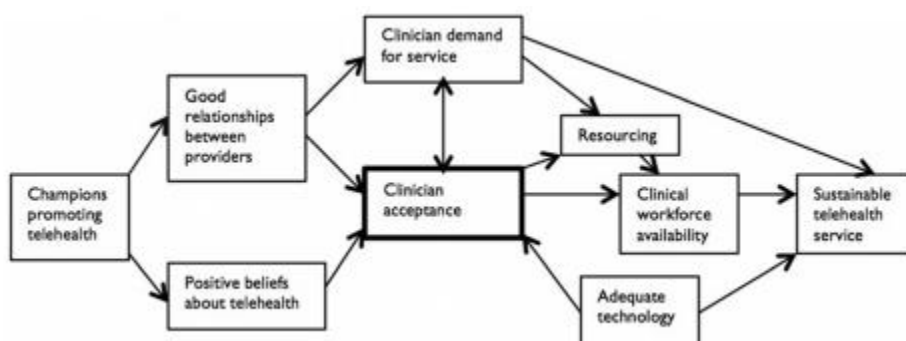 Clinician demand
for service
Good
relationships
between
providers
Resourcing
Champions
promoting
telehealth
Clinician
acceptance
Clinical
workforce
availability
Sustainable
telehealth
service
Positive beliefs
about telehealth
Adequate
technology